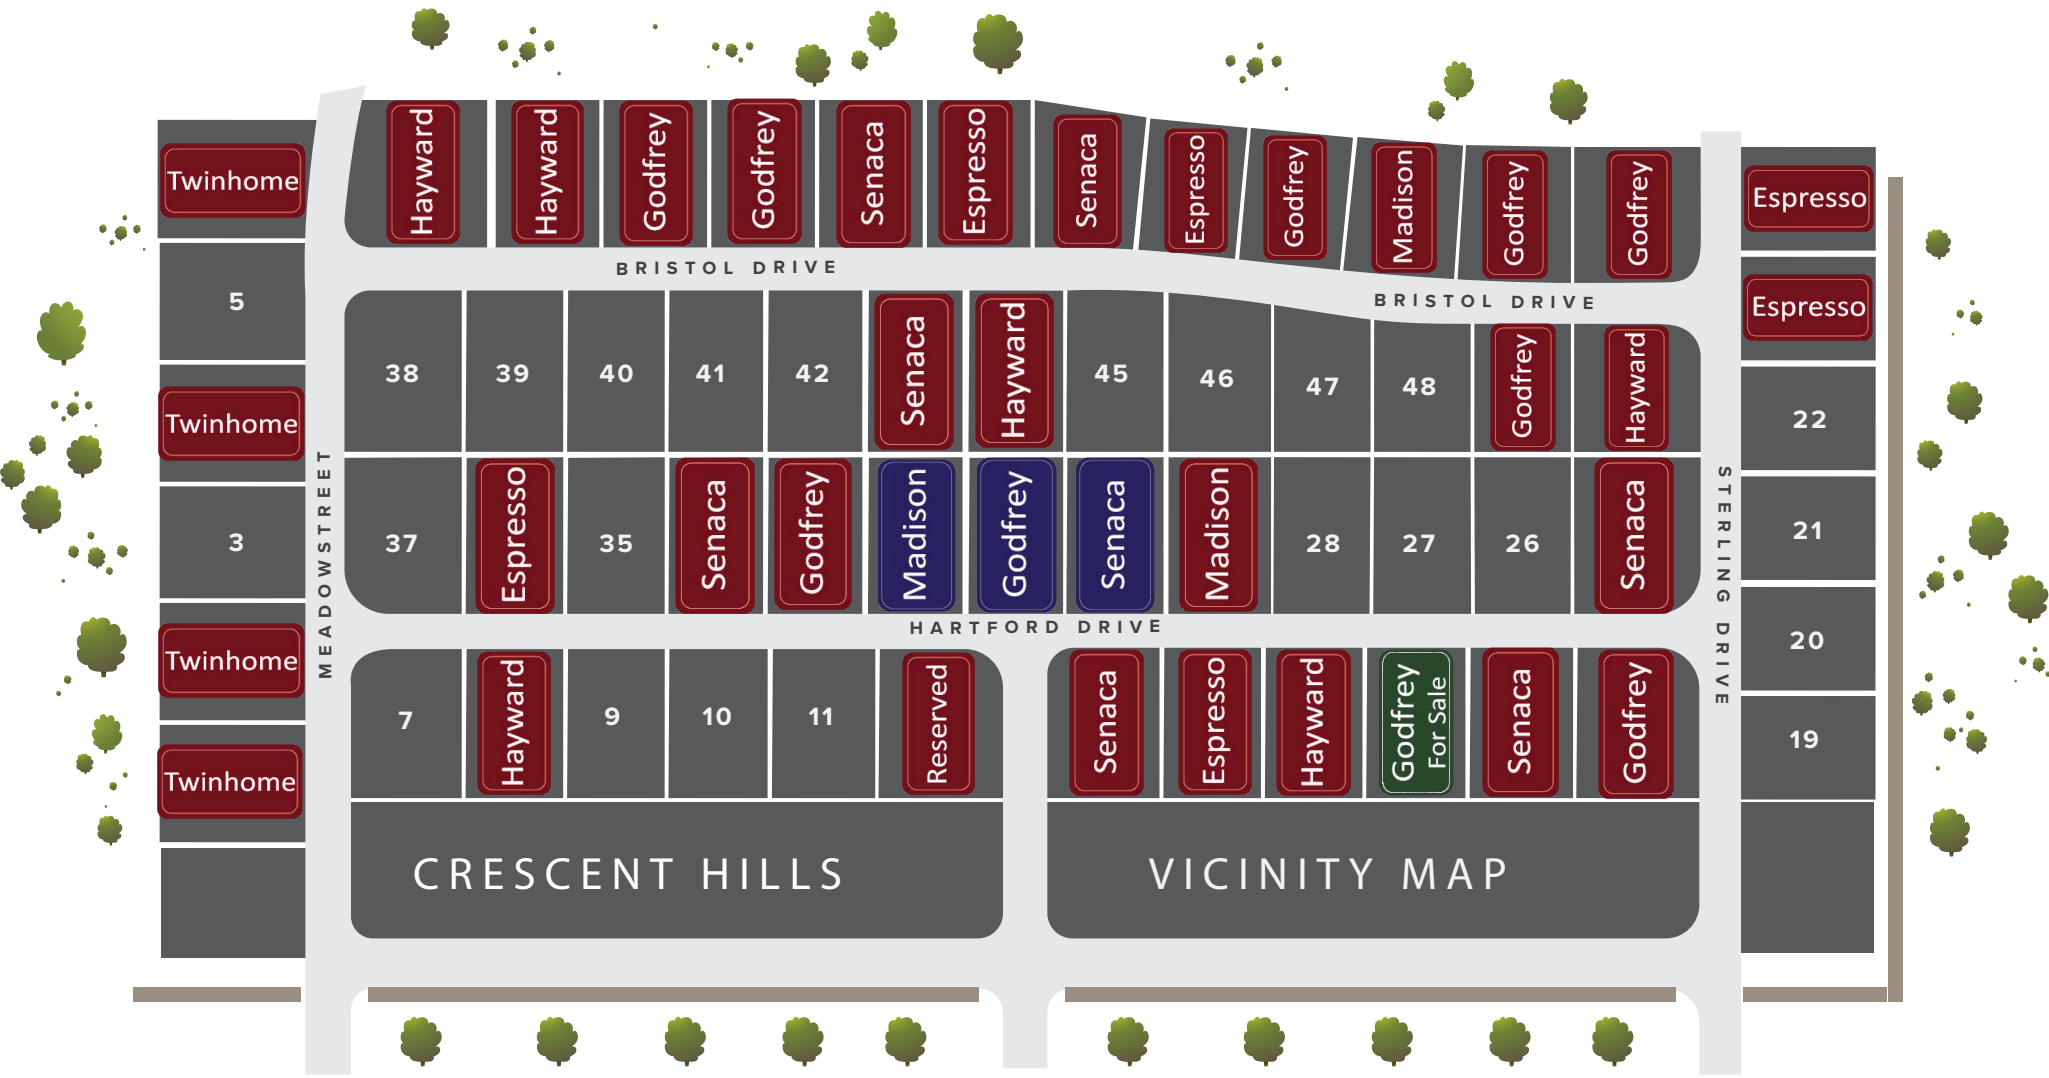 Hayward
Hayward
Godfrey
Godfrey
Senaca
Espresso
Senaca
Espresso
Godfrey
Madison
Godfrey
Godfrey
Twinhome
5
Twinhome
3
Twinhome
Twinhome
MEADOWSTREET
BRISTOL DRIVE
BRISTOL DRIVE
38
39
40
41
42
Senaca
Hayward
45
46
47
48
Godfrey
Hayward
37
Espresso
35
Senaca
Godfrey
Madison
Godfrey
Senaca
Madison
28
27
26
Senaca
HARTFORD DRIVE
7
Hayward
9
10
11
Reserved
Senaca
Espresso
Hayward
Godfrey
For Sale
Senaca
Godfrey
STERLING DRIVE
Espresso
Espresso
22
21
20
19
CRESCENT HILLS
VICINITY MAP